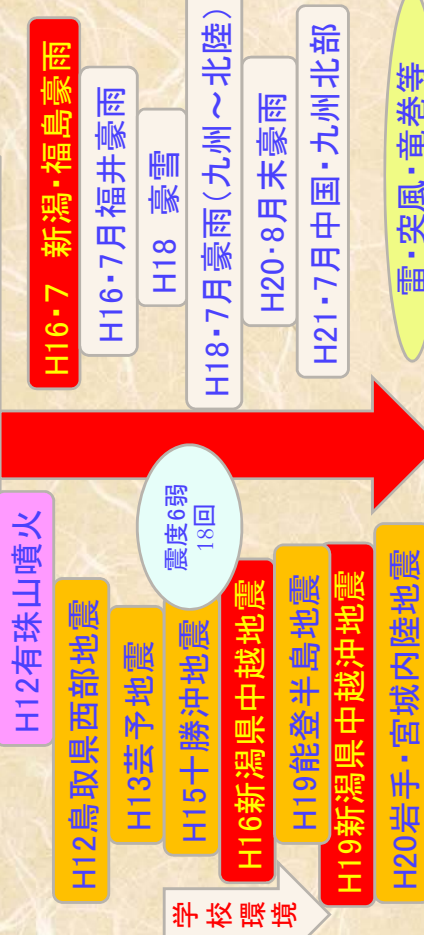 H16・7 新潟・福島豪雨
H16・7月福井豪雨
H18 豪雪
H18・7月豪雨(九州～北陸)
H20・8月末豪雨
H21・7月中国・九州北部
雷・突風・竜巻等
H12有珠山噴火
H12鳥取県西部地震
H13芸予地震
H15十勝沖地震
震度6弱
18回
H16新潟県中越地震
H19能登半島地震
H19新潟県中越沖地震
H20岩手・宮城内陸地震
学校環境